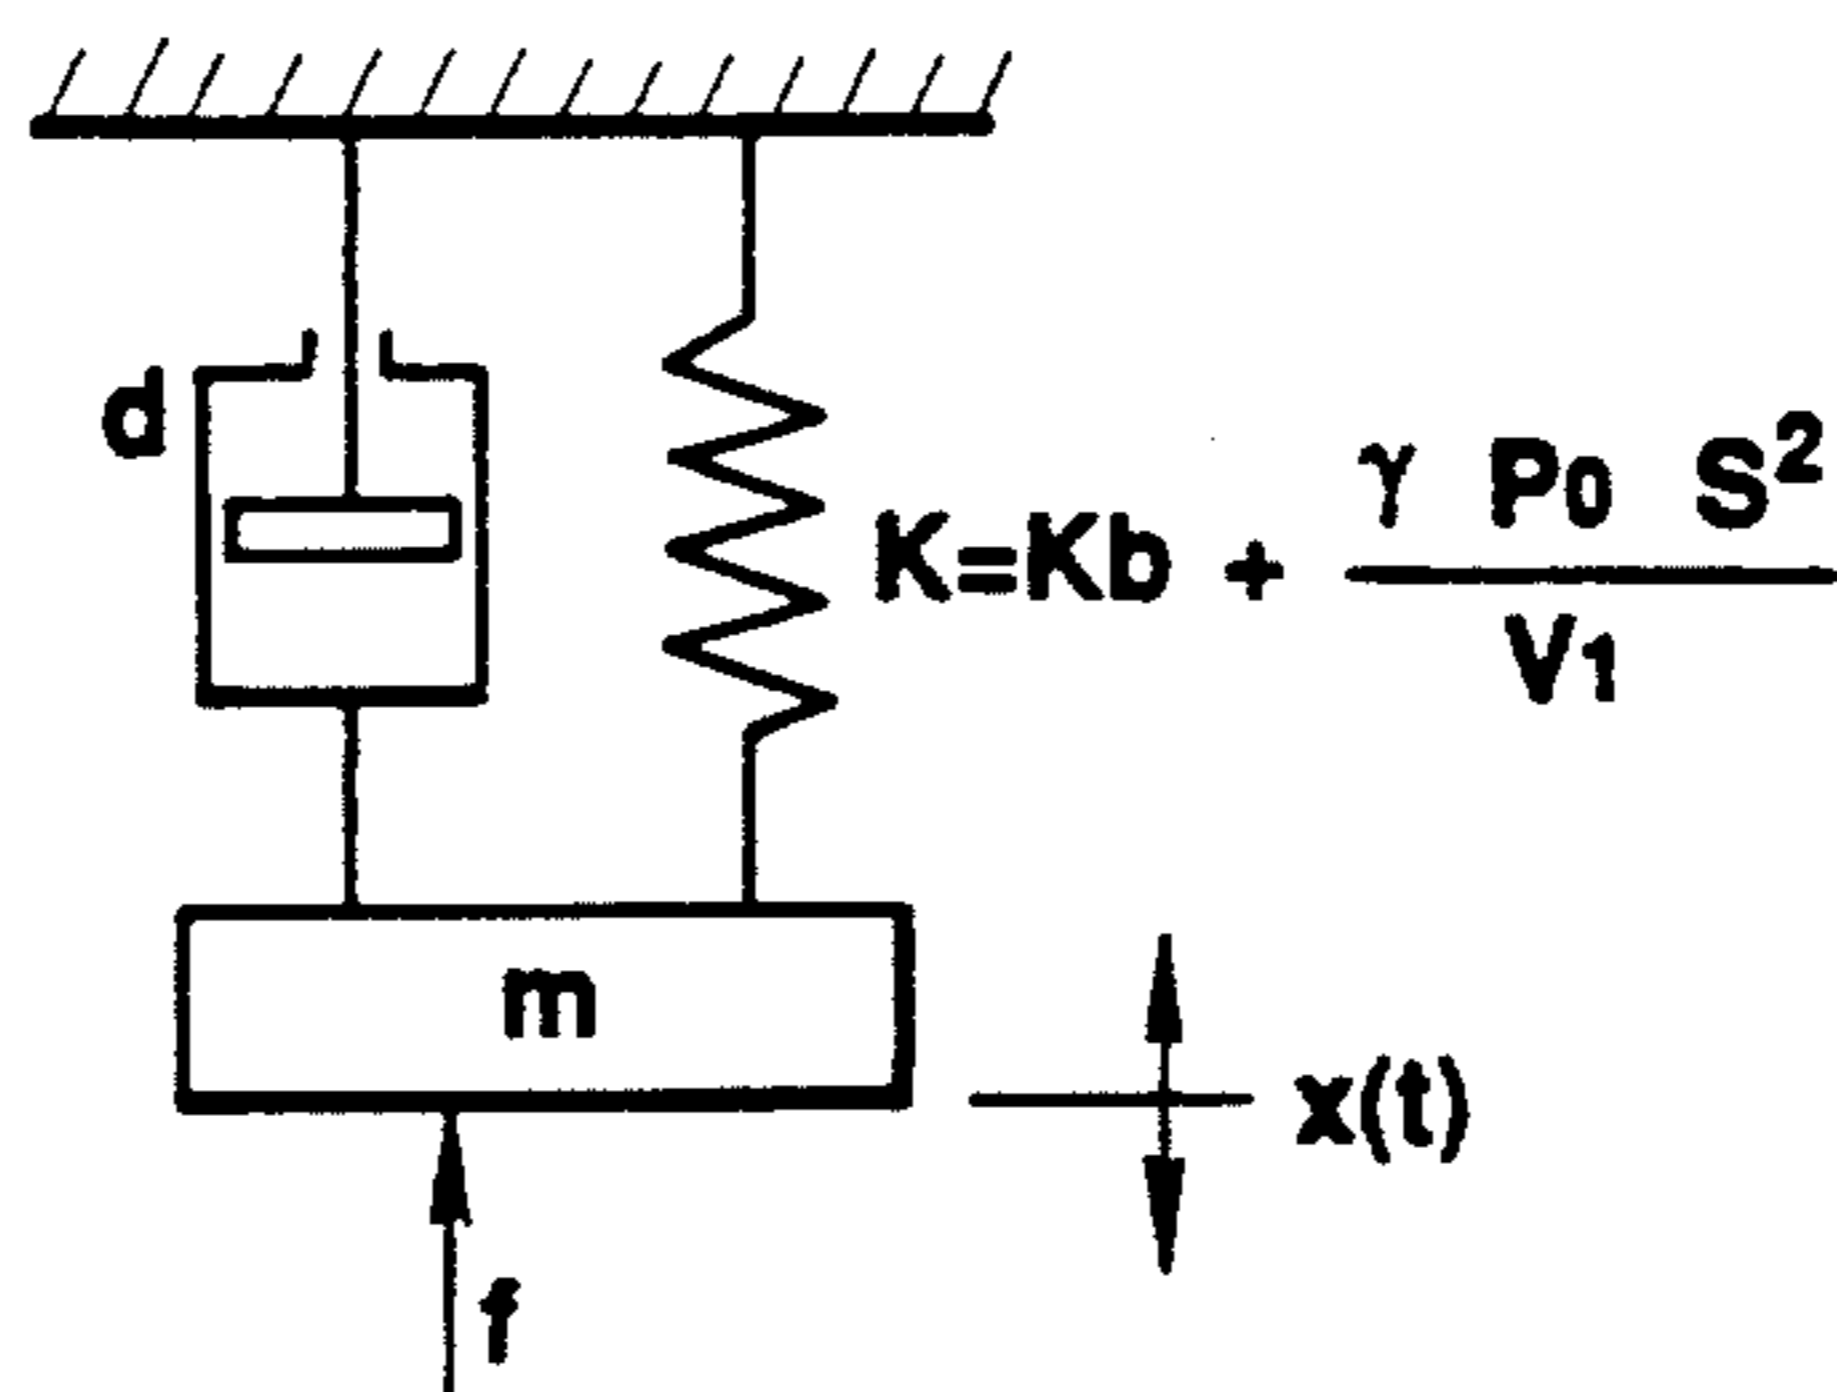 d
K=Kb + γ P0 S²
V1
m
x(t)
f